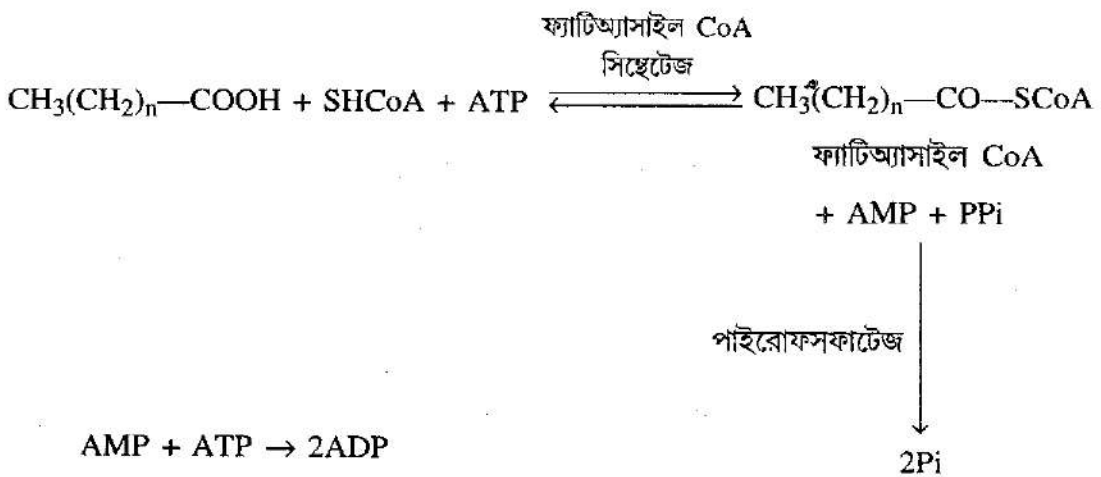 ফ্যাটিঅ্যাসাইল CoA
সিন্থেটেজ
CH₃(CH₂)ₙ—COOH + SHCoA + ATP ⇌ CH₃(CH₂)ₙ—CO—SCoA
ফ্যাটিঅ্যাসাইল CoA
+ AMP + PPi
পাইরোফসফাটেজ
AMP + ATP → 2ADP
2Pi